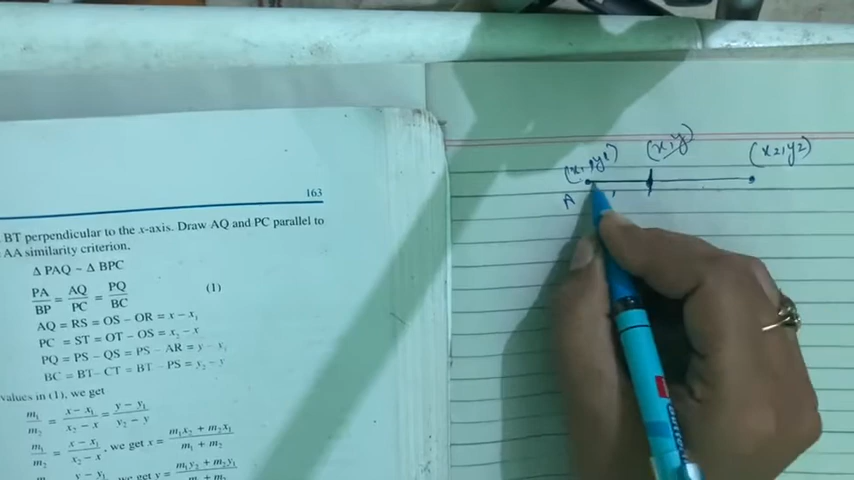 163
BT perpendicular to the x-axis. Draw AQ and PC parallel to
AA similarity criterion.
Δ PAQ ~ Δ BPC
PA/BP = AQ/PC = PQ/BC (1)
AQ = RS = OS – OR = x – x₁
PC = ST = OT – OS = x₂ – x
PQ = PS – QS = PS – AR = y – y₁
BC = BT – CT = BT – PS = y₂ – y
values in (1), we get
m₁/m₂ = x – x₁/x₂ – x = y – y₁/y₂ – y
m₁/m₂ = x – x₁/x₂ – x, we get x = m₁x₂ + m₂x₁/m₁ + m₂
y – y₁, we get y = m₁y₂ + m₂y₁
(x₁, y₁) (x, y) (x2, y2)
A